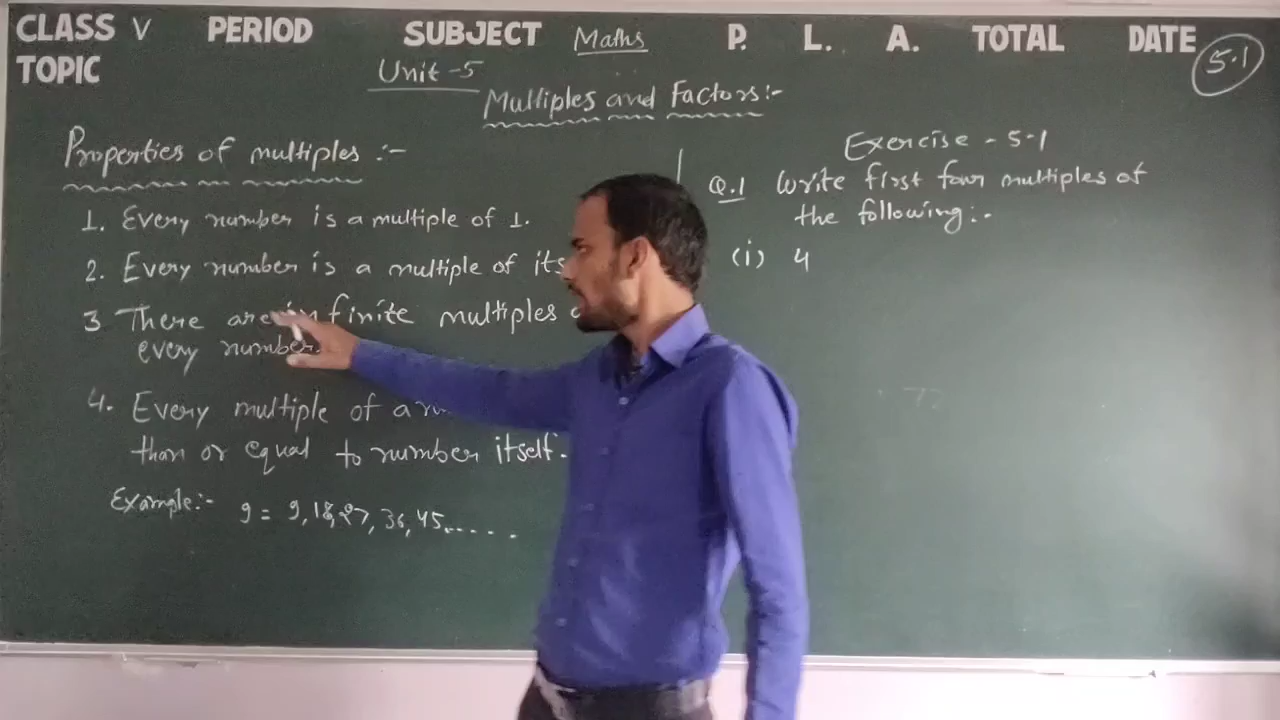 CLASS V PERIOD SUBJECT Maths P. L. A. TOTAL DATE
TOPIC
Unit-5
5.1
Multiples and Factors:-
Properties of multiples :-
1. Every number is a multiple of 1.
2. Every number is a multiple of its
3 There are infinite multiples
every number.
4. Every multiple of a
than or equal to number itself.
Example:- 9 = 9, 18, 27, 36, 45, .....
Exercise - 5.1
Q.1 Write first four multiples of
the following:-
(i) 4